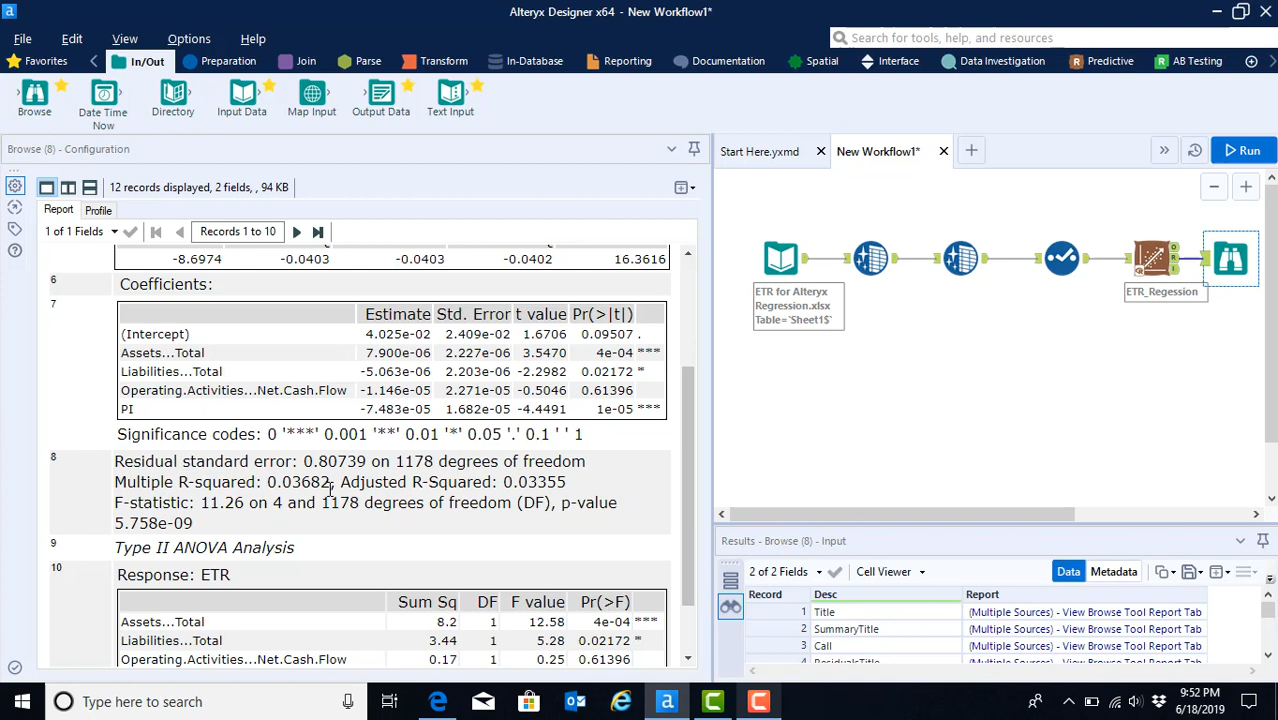 Alteryx Designer x64 - New Workflow1*
File Edit View Options Help
Search for tools, help, and resources
Favorites In/Out Preparation Join Parse Transform In-Database Reporting Documentation Spatial Interface Data Investigation Predictive AB Testing
Browse Date Time Now Directory Input Data Map Input Output Data Text Input
Browse (8) - Configuration
Start Here.yxmd New Workflow1* Run
12 records displayed, 2 fields, , 94 KB
Report Profile
1 of 1 Fields Records 1 to 10
-8.6974 -0.0403 -0.0403 -0.0402 16.3616
6 Coefficients:
7
Estimate Std. Error t value Pr(>|t|)
(Intercept) 4.025e-02 2.409e-02 1.6706 0.09507 .
Assets...Total 7.900e-06 2.227e-06 3.5470 4e-04 ***
Liabilities...Total -5.063e-06 2.203e-06 -2.2982 0.02172 *
Operating.Activities...Net.Cash.Flow -1.146e-05 2.271e-05 -0.5046 0.61396
PI -7.483e-05 1.682e-05 -4.4491 1e-05 ***
Significance codes: 0 '***' 0.001 '**' 0.01 '*' 0.05 '.' 0.1 ' ' 1
8
Residual standard error: 0.80739 on 1178 degrees of freedom
Multiple R-squared: 0.03682, Adjusted R-Squared: 0.03355
F-statistic: 11.26 on 4 and 1178 degrees of freedom (DF), p-value
5.758e-09
9 Type II ANOVA Analysis
10
Response: ETR
Sum Sq DF F value Pr(>F)
Assets...Total 8.2 1 12.58 4e-04 ***
Liabilities...Total 3.44 1 5.28 0.02172 *
Operating.Activities...Net.Cash.Flow 0.17 1 0.25 0.61396
ETR for Alteryx
Regression.xlsx
Table=`Sheet1$`
D
R
I
ETR_Regession
Results - Browse (8) - Input
2 of 2 Fields Cell Viewer Data Metadata
Record Desc Report
1 Title (Multiple Sources) - View Browse Tool Report Tab
2 SummaryTitle (Multiple Sources) - View Browse Tool Report Tab
3 Call (Multiple Sources) - View Browse Tool Report Tab
4 ResidualsTitle (Multiple Sources) - View Browse Tool Report Tab
Type here to search
9:52 PM
6/18/2019